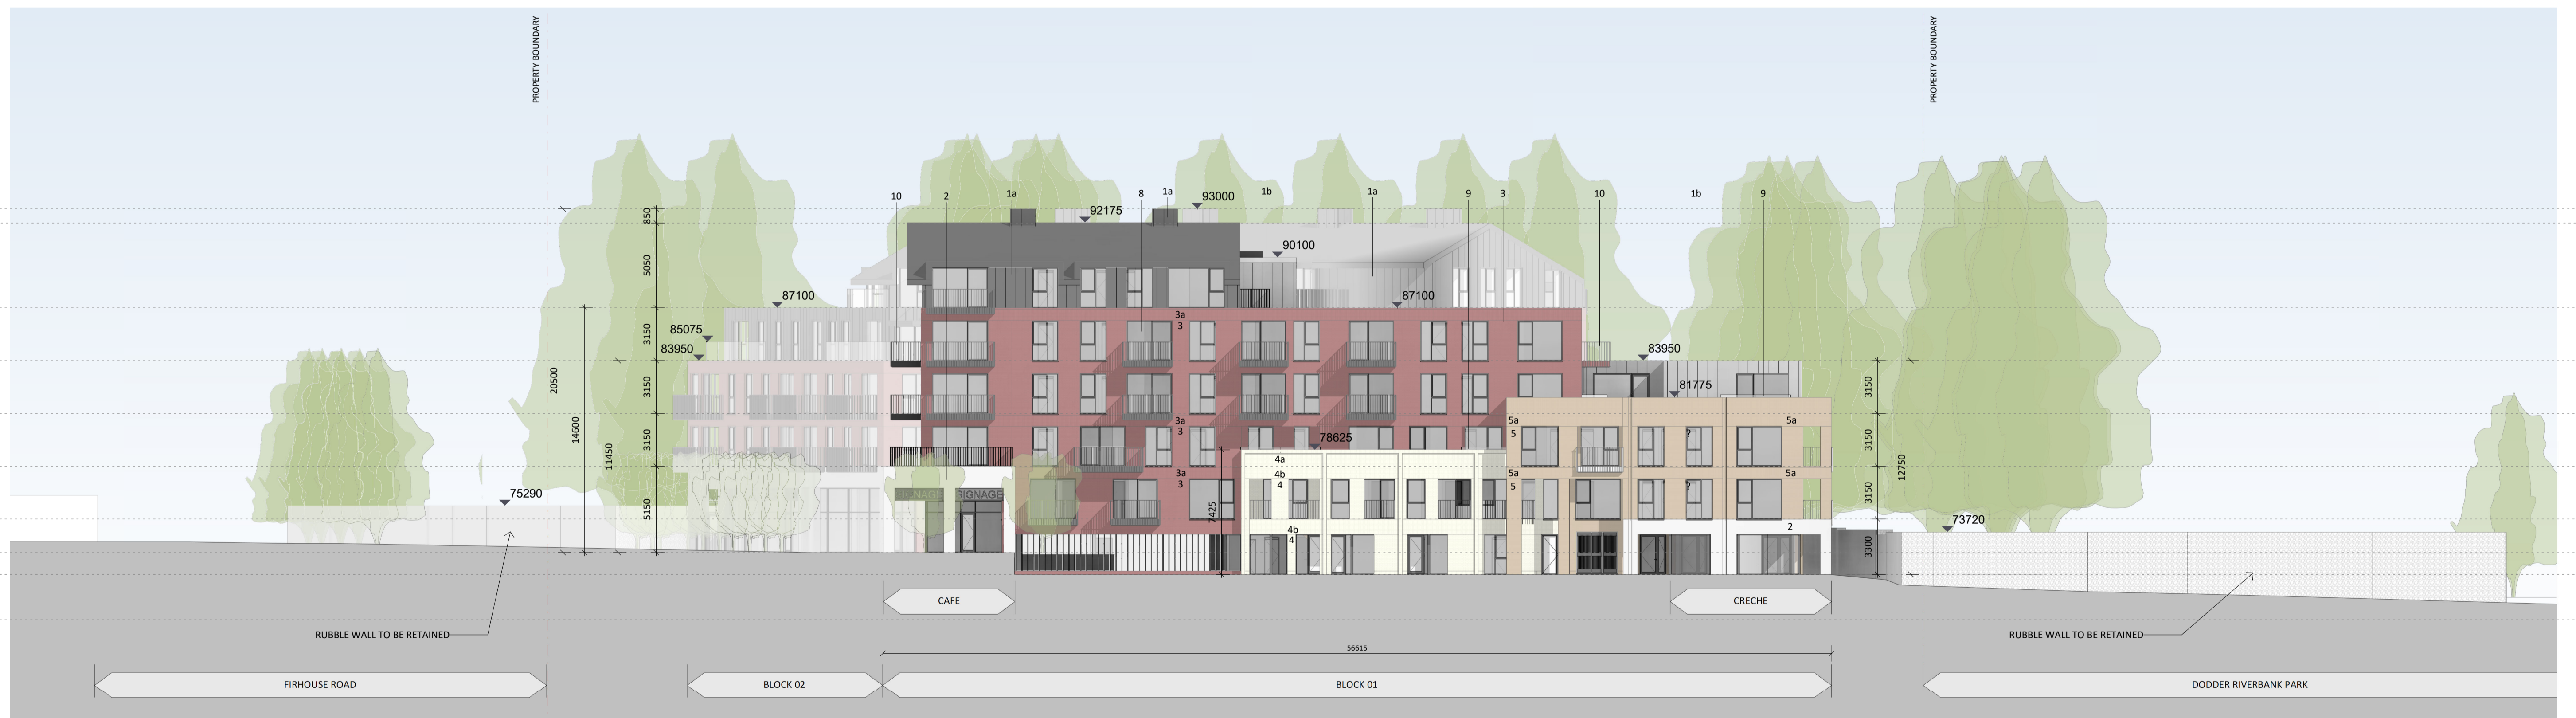 PROPERTY BOUNDARY
PROPERTY BOUNDARY
10
2
1a
8
1a
93000
1b
1a
9
3
10
1b
9
92175
90100
87100
87100
85075
83950
83950
81775
78625
75290
73720
850
5050
3150
3150
3150
5150
20500
14600
11450
7425
3150
3150
3150
3300
12750
3a
3
3a
3
3a
3
4a
4b
4
4b
4
5a
5
5a
5
5a
5a
?
?
2
SIGNAGE
CAFE
CRECHE
RUBBLE WALL TO BE RETAINED
RUBBLE WALL TO BE RETAINED
56615
FIRHOUSE ROAD
BLOCK 02
BLOCK 01
DODDER RIVERBANK PARK